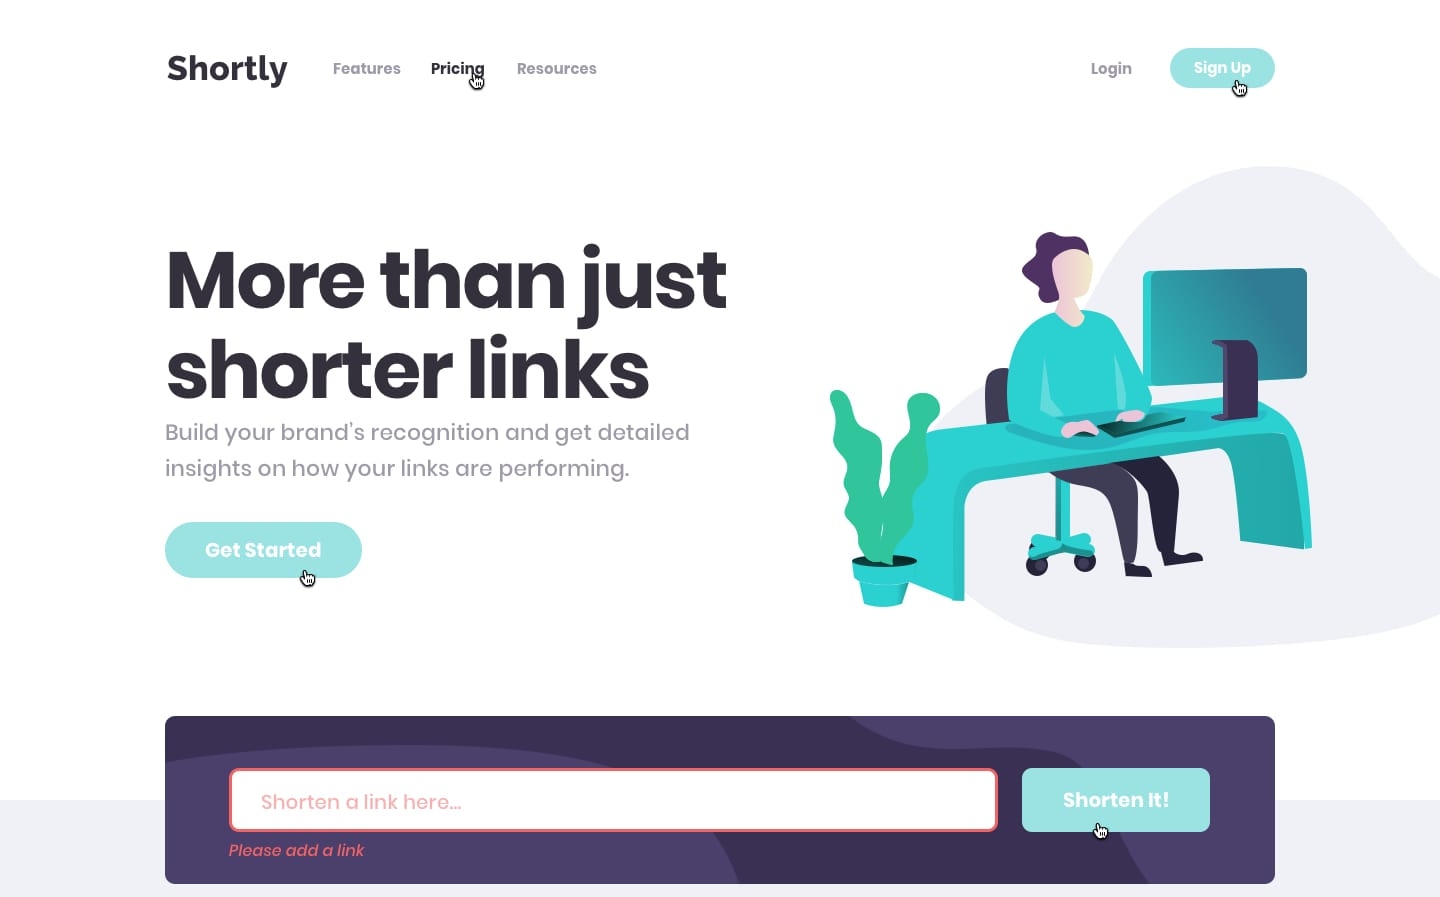 Shortly
Features
Pricing
Resources
Login
Sign Up
More than just
shorter links
Build your brand’s recognition and get detailed
insights on how your links are performing.
Get Started
Shorten a link here...
Shorten It!
Please add a link